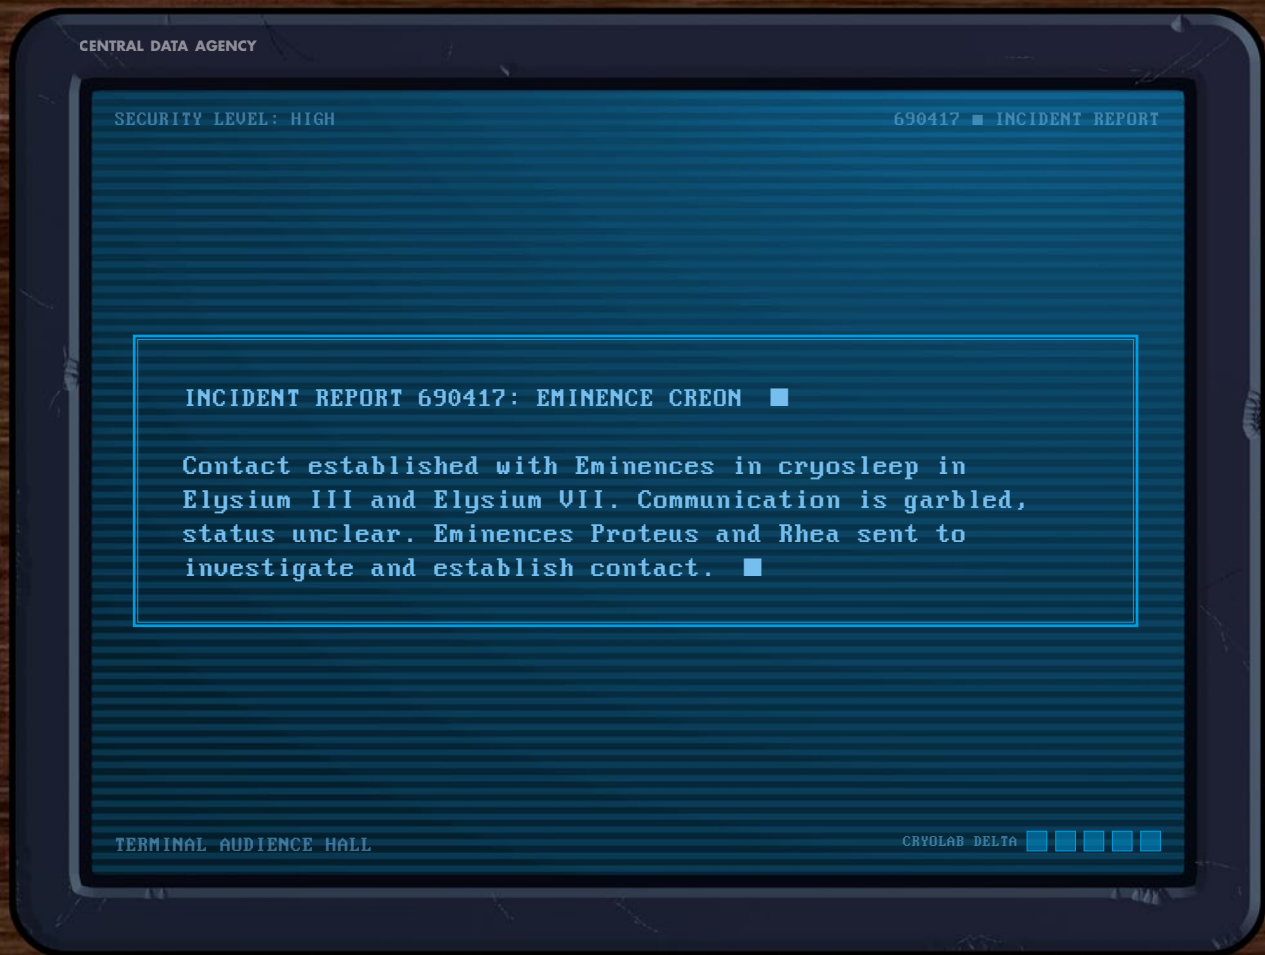 CENTRAL DATA AGENCY
SECURITY LEVEL: HIGH
690417 ■ INCIDENT REPORT
INCIDENT REPORT 690417: EMINENCE CREON ■
Contact established with Eminences in cryosleep in
Elysium III and Elysium VII. Communication is garbled,
status unclear. Eminences Proteus and Rhea sent to
investigate and establish contact. ■
TERMINAL AUDIENCE HALL
CRYOLAB DELTA